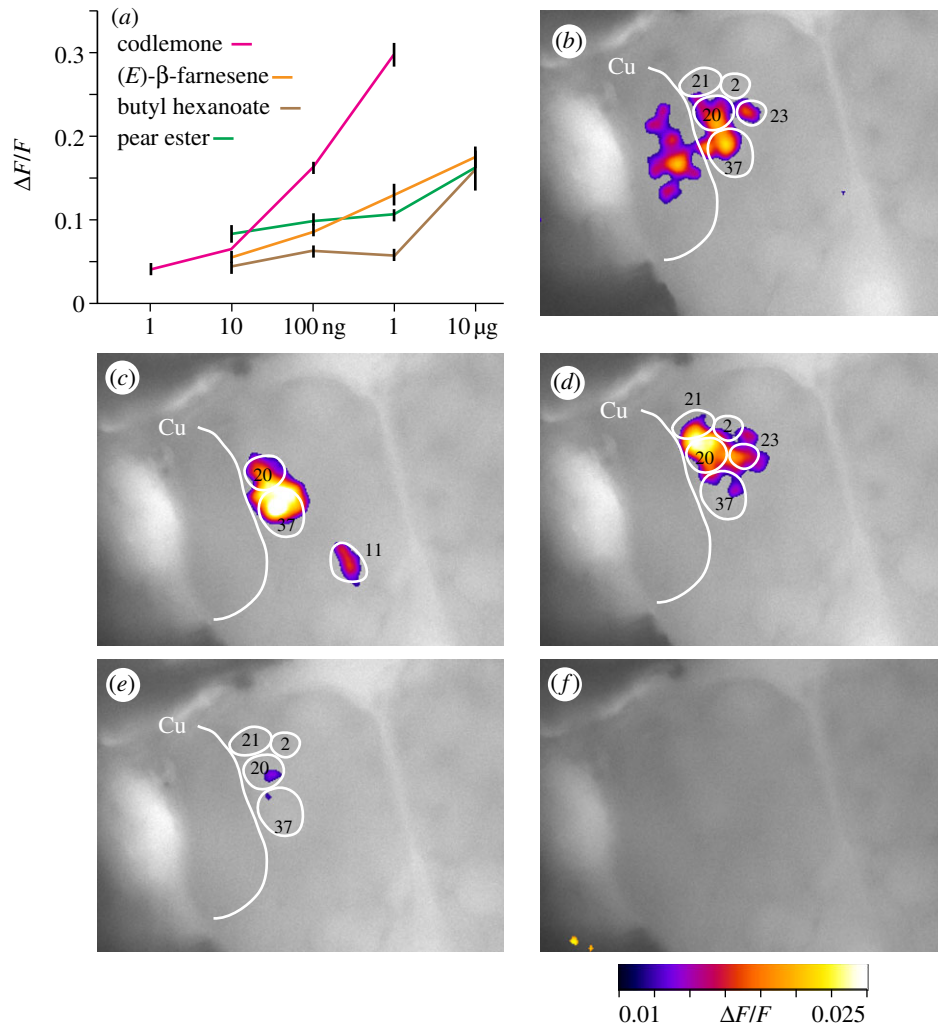 (a)
codlemone
(E)-β-farnesene
butyl hexanoate
pear ester
ΔF/F
0.3
0.2
0.1
0
1 10 100 ng 1 10 µg
(b)
Cu
21 2
20 23
37
(c)
Cu
20
37
11
(d)
Cu
21
2
23
20
37
(e)
Cu
21 2
20
37
(f)
0.01 ΔF/F 0.025